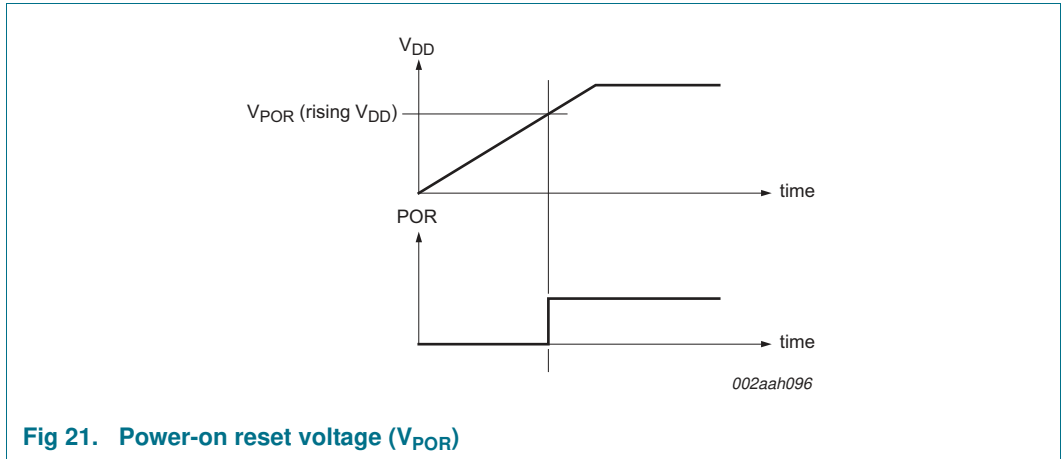 VDD
VPOR (rising VDD)
time
POR
time
002aah096
Fig 21. Power-on reset voltage (VPOR)